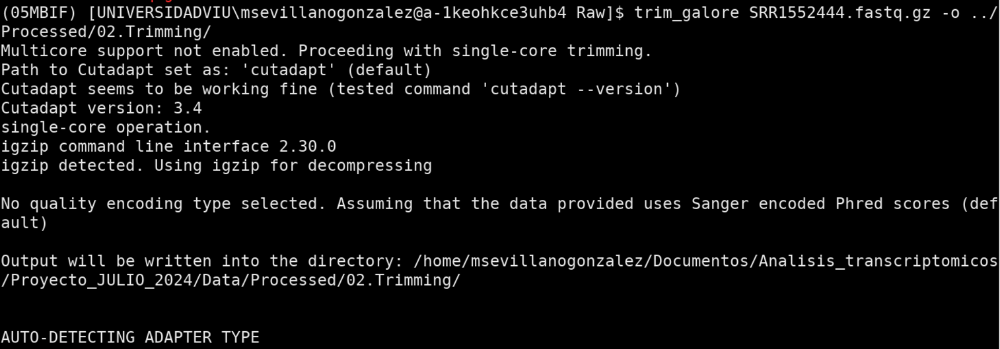 (05MBIF) [UNIVERSIDADVIU\msevillanogonzalez@a-1keohkce3uhb4 Raw]$ trim_galore SRR1552444.fastq.gz -o ../
Processed/02.Trimming/
Multicore support not enabled. Proceeding with single-core trimming.
Path to Cutadapt set as: 'cutadapt' (default)
Cutadapt seems to be working fine (tested command 'cutadapt --version')
Cutadapt version: 3.4
single-core operation.
igzip command line interface 2.30.0
igzip detected. Using igzip for decompressing

No quality encoding type selected. Assuming that the data provided uses Sanger encoded Phred scores (def
ault)

Output will be written into the directory: /home/msevillanogonzalez/Documentos/Analisis_transcriptomicos
/Proyecto_JULIO_2024/Data/Processed/02.Trimming/

AUTO-DETECTING ADAPTER TYPE